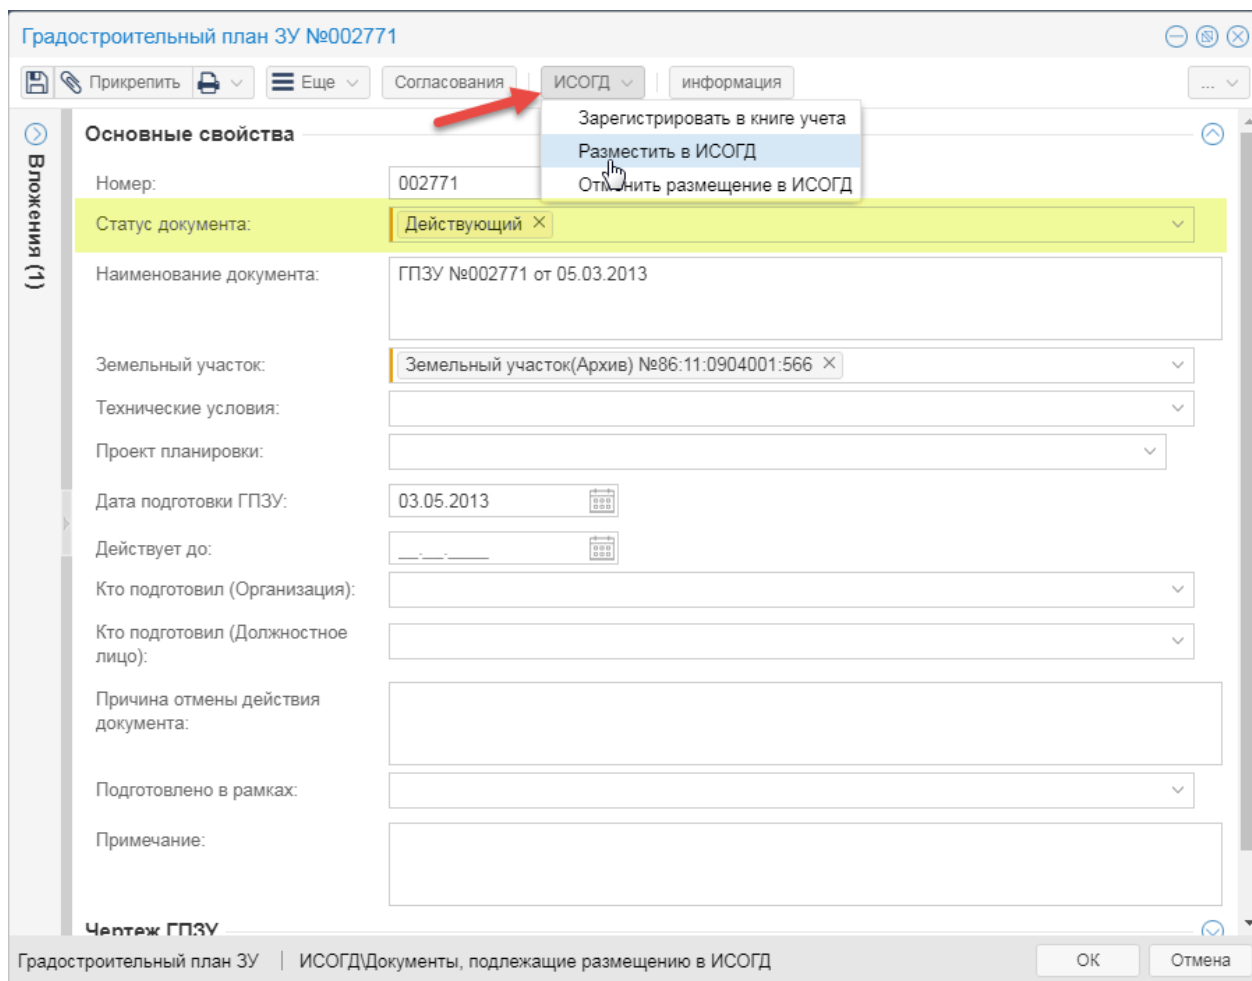 Градостроительный план ЗУ №002771
Прикрепить Еще Согласования ИСОГД информация ...
Зарегистрировать в книге учета
Разместить в ИСОГД
Отменить размещение в ИСОГД
Вложения (1)
Основные свойства
Номер: 002771
Статус документа: Действующий
Наименование документа: ГПЗУ №002771 от 05.03.2013
Земельный участок: Земельный участок(Архив) №86:11:0904001:566
Технические условия:
Проект планировки:
Дата подготовки ГПЗУ: 03.05.2013
Действует до: __.__.____
Кто подготовил (Организация):
Кто подготовил (Должностное
лицо):
Причина отмены действия
документа:
Подготовлено в рамках:
Примечание:
Чертеж ГПЗУ
Градостроительный план ЗУ | ИСОГД\Документы, подлежащие размещению в ИСОГД ОК Отмена